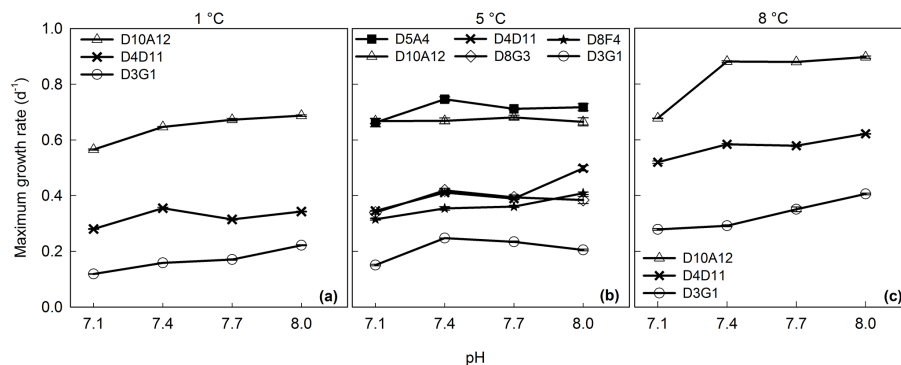 1 °C
5 °C
8 °C
Maximum growth rate (d⁻¹)
1.0
0.8
0.6
0.4
0.2
0.0
D10A12
D4D11
D3G1
(a)
7.1 7.4 7.7 8.0
D5A4 D4D11 D8F4
D10A12 D8G3 D3G1
(b)
7.1 7.4 7.7 8.0
D10A12
D4D11
D3G1
(c)
7.1 7.4 7.7 8.0
pH